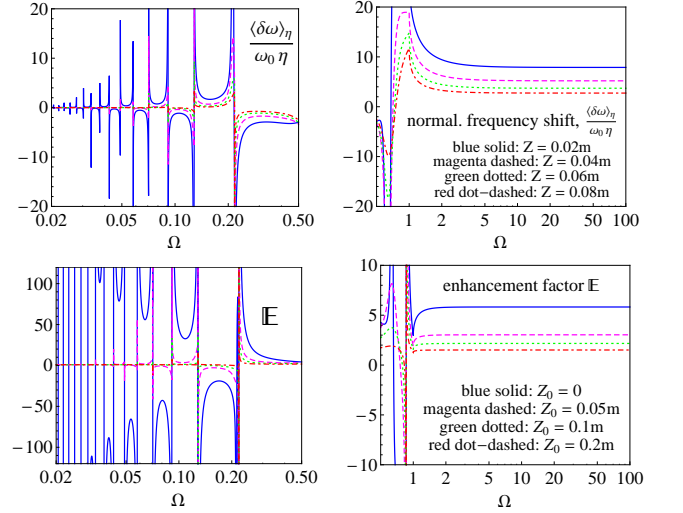 20
10
0
−10
−20
0.02
0.05
0.10
0.20
0.50
Ω
⟨δω⟩η
ω0 η
20
10
0
−10
−20
1
2
5
10
20
50
100
Ω
normal. frequency shift, ⟨δω⟩η / ω0 η
blue solid: Z = 0.02m
magenta dashed: Z = 0.04m
green dotted: Z = 0.06m
red dot−dashed: Z = 0.08m
100
50
0
−50
−100
0.02
0.05
0.10
0.20
0.50
Ω
𝔼
10
5
0
−5
−10
1
2
5
10
20
50
100
Ω
enhancement factor 𝔼
blue solid: Z0 = 0
magenta dashed: Z0 = 0.05m
green dotted: Z0 = 0.1m
red dot−dashed: Z0 = 0.2m